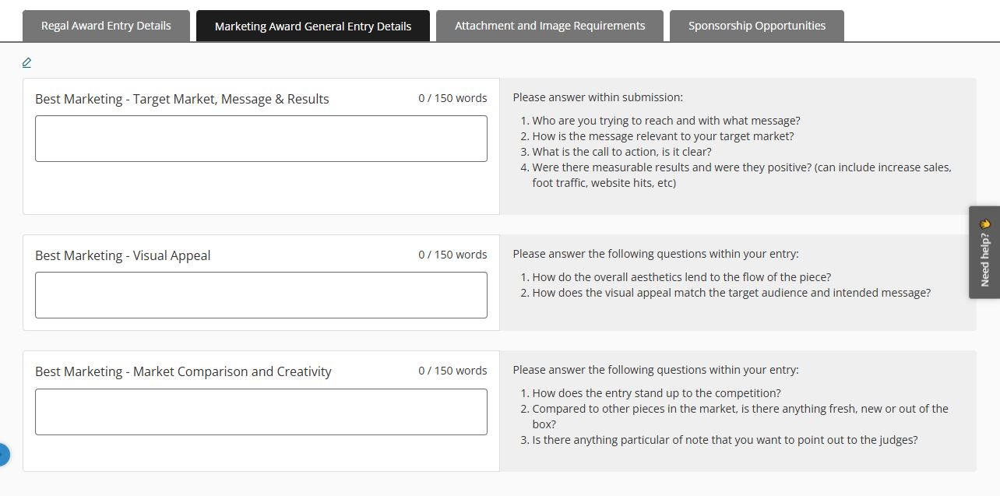 Regal Award Entry Details
Marketing Award General Entry Details
Attachment and Image Requirements
Sponsorship Opportunities
Best Marketing - Target Market, Message & Results
0 / 150 words
Please answer within submission:
1. Who are you trying to reach and with what message?
2. How is the message relevant to your target market?
3. What is the call to action, is it clear?
4. Were there measurable results and were they positive? (can include increase sales,
foot traffic, website hits, etc)
Need help?
Best Marketing - Visual Appeal
0 / 150 words
Please answer the following questions within your entry:
1. How do the overall aesthetics lend to the flow of the piece?
2. How does the visual appeal match the target audience and intended message?
Best Marketing - Market Comparison and Creativity
0 / 150 words
Please answer the following questions within your entry:
1. How does the entry stand up to the competition?
2. Compared to other pieces in the market, is there anything fresh, new or out of the
box?
3. Is there anything particular of note that you want to point out to the judges?